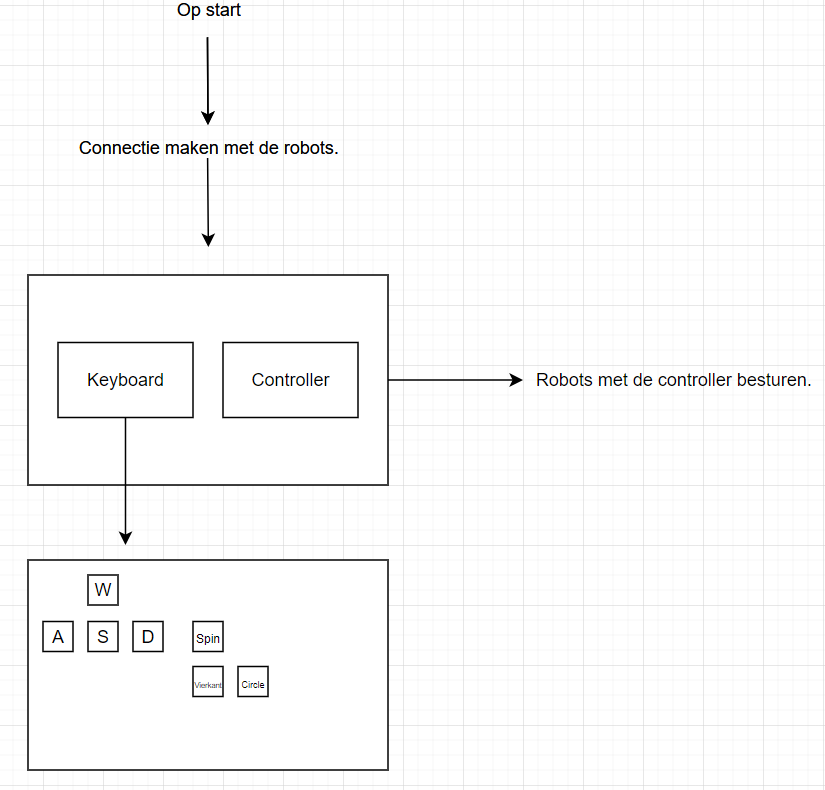 Op start
Connectie maken met de robots.
Keyboard
Controller
Robots met de controller besturen.
W
A
S
D
Spin
Vierkant
Circle